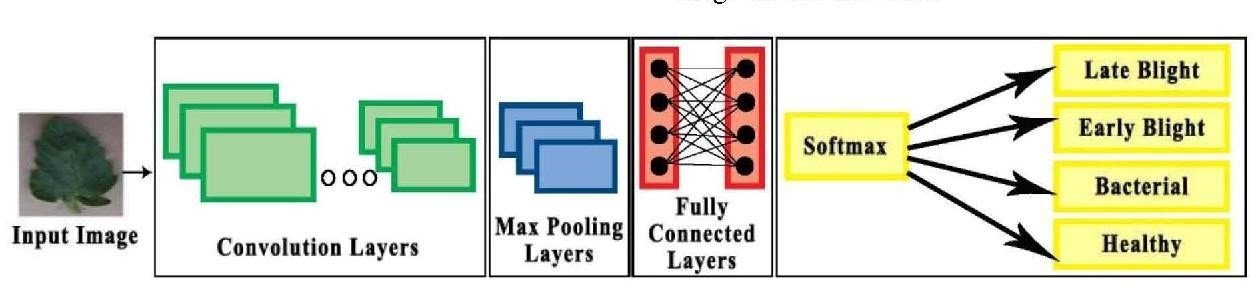 Input Image
Convolution Layers
Max Pooling
Layers
Fully
Connected
Layers
Softmax
Late Blight
Early Blight
Bacterial
Healthy